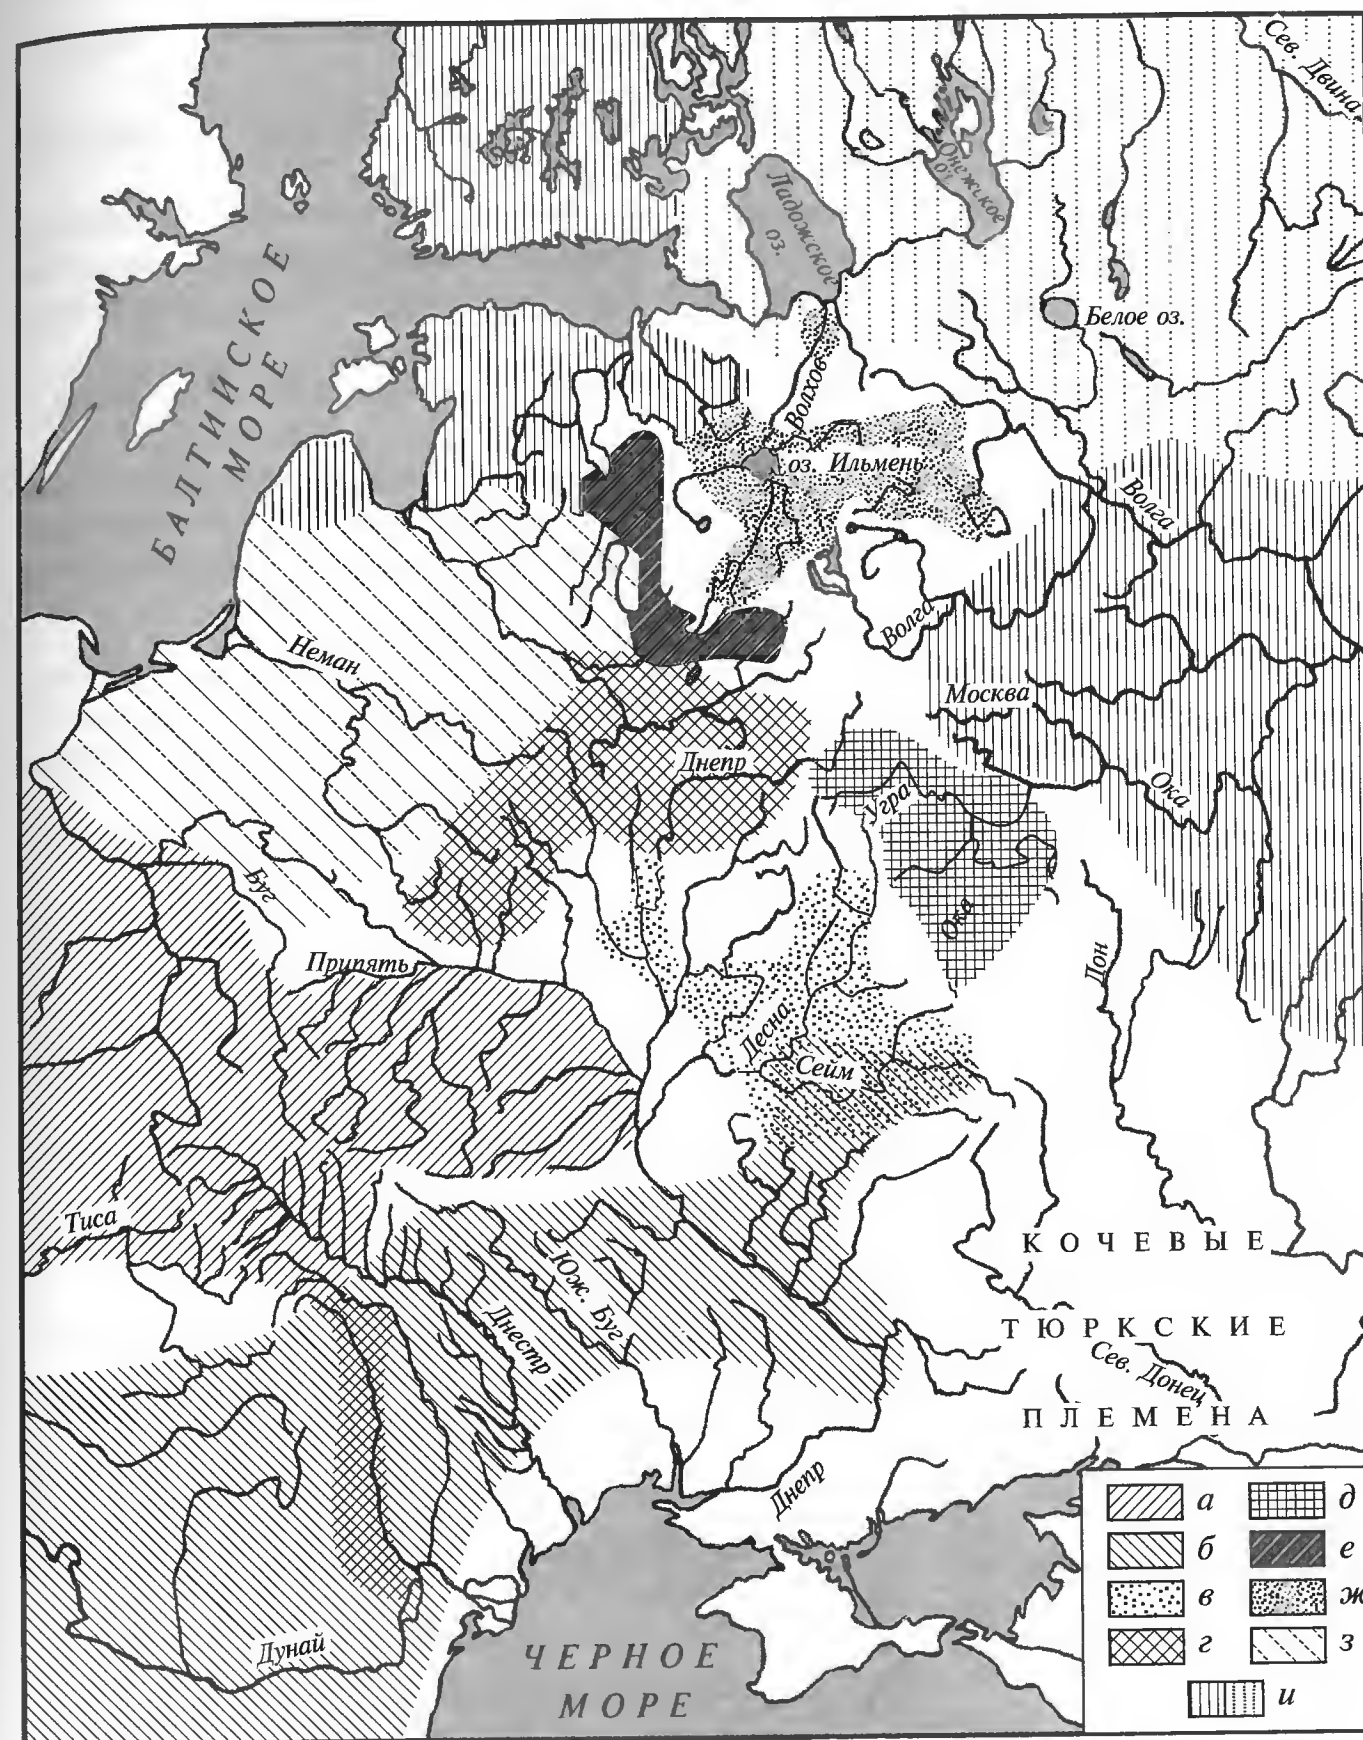 Сев. Двина
Онежское
оз.
Ладожское
оз.
БАЛТИЙСКОЕ
МОРЕ
Белое оз.
Волхов
оз. Ильмень
Волга
Волга
Неман
Москва
Днепр
Угра
Ока
Буг
Ока
Припять
Дон
Десна
Сейм
Тиса
КОЧЕВЫЕ
Юж. Буг
Днестр
ТЮРКСКИЕ
Сев. Донец
ПЛЕМЕНА
Днепр
Дунай
ЧЕРНОЕ
МОРЕ
а
д
б
е
в
ж
г
з
и